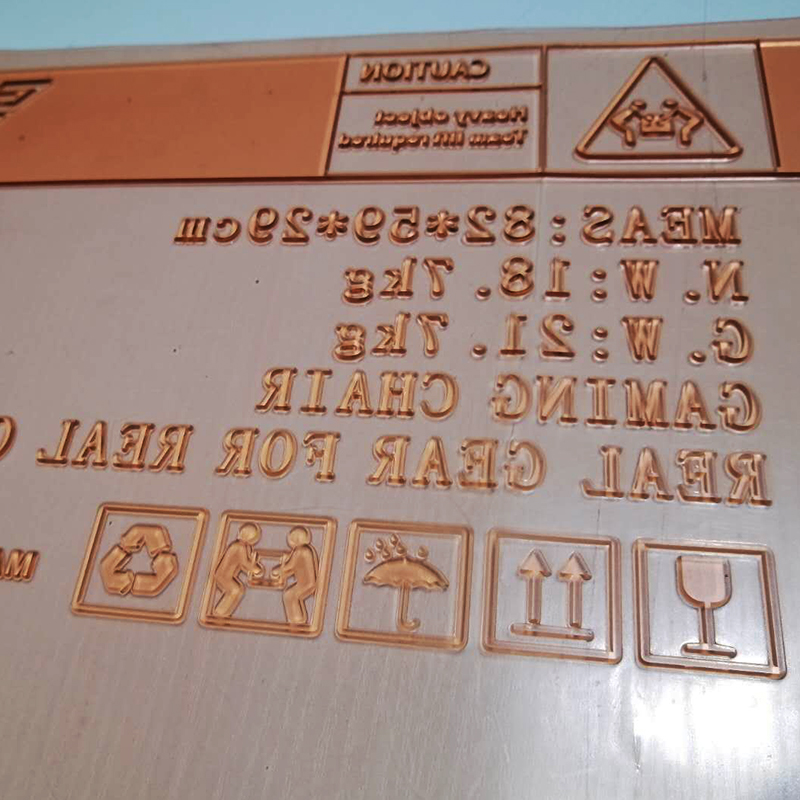 CAUTION
Heavy object
Team lift required
MEAS:82*59*29cm
N. W:18. 7kg
G. W:21. 7kg
GAMING CHAIR
REAL GEAR FOR REAL
MA